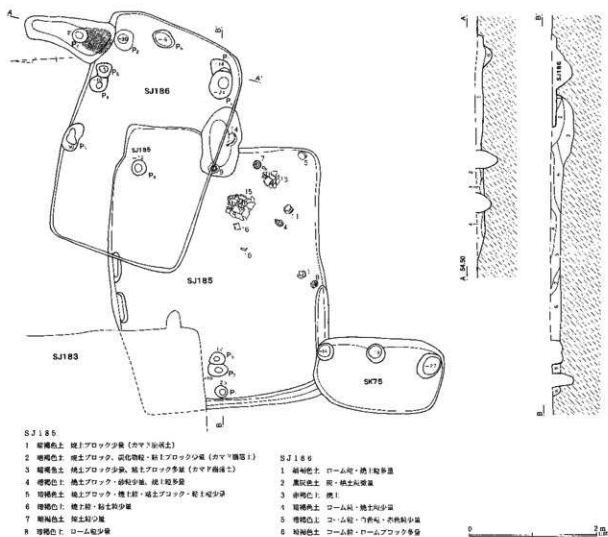 A
A'
B
SJ186
SJ185
SJ185
SJ183
SK75
A
A'
A 54.50
B
B'
SJ186
SJ185
1 暗褐色土 焼土ブロック少量(カマド崩落土)
2 暗褐色土 焼土ブロック、炭化物粒・粘土ブロック少量(カマド崩落土)
3 暗褐色土 焼土ブロック少量、粘土ブロック多量(カマド崩落土)
4 暗褐色土 焼土ブロック・砂粒少量、焼土粒多量
5 暗褐色土 焼土ブロック・焼土粒・粘土ブロック・粘土粒少量
6 暗褐色土 焼土粒・粘土粒少量
7 暗褐色土 焼土粒少量
8 暗褐色土 ローム粒少量
SJ186
1 暗褐色土 ローム粒・焼土粒多量
2 黒灰色土 炭・焼土粒微量
3 赤褐色土 焼土
4 暗褐色土 ローム粒・焼土粒少量
5 暗褐色土 ローム粒・白色粒・赤色粒少量
6 暗褐色土 ローム粒・ロームブロック多量
0 2m